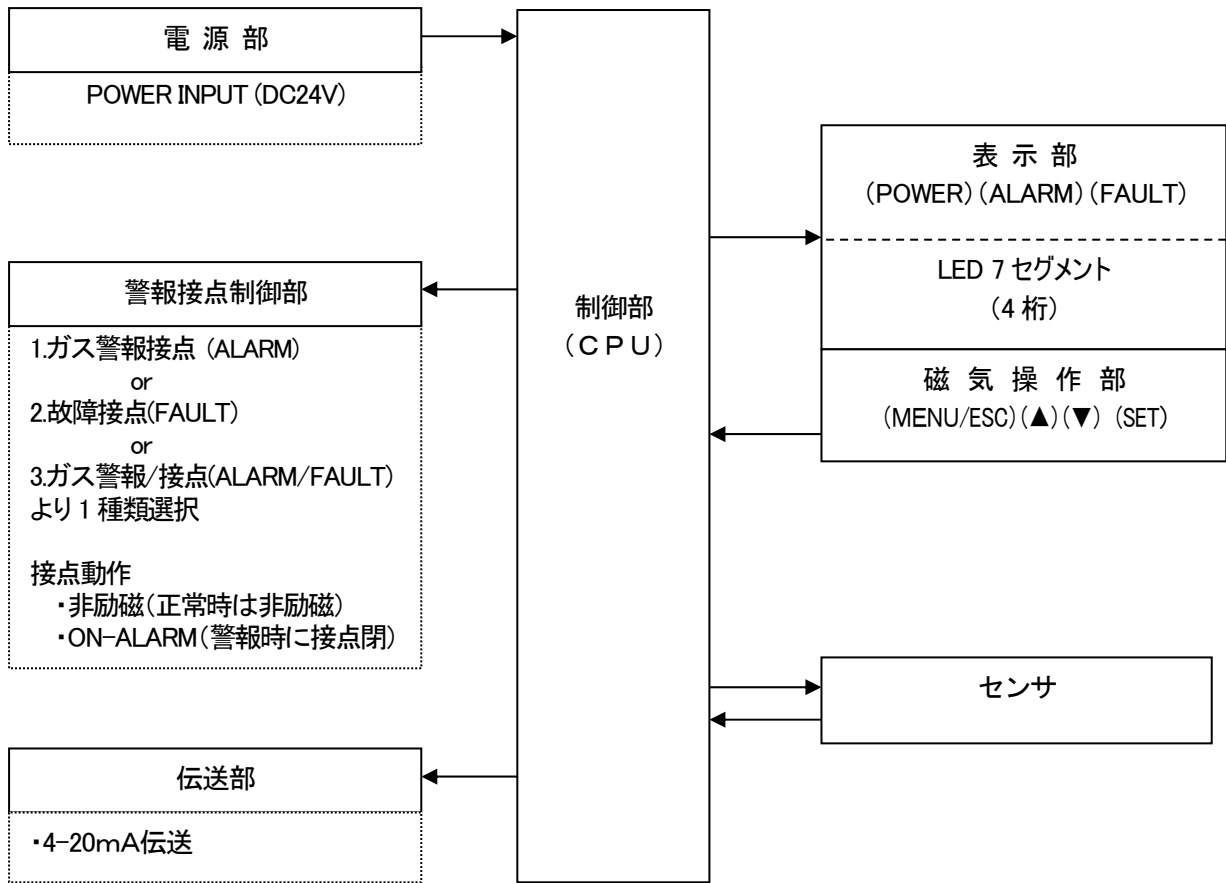 電 源 部
POWER INPUT (DC24V)
警報接点制御部
1.ガス警報接点 (ALARM)
or
2.故障接点(FAULT)
or
3.ガス警報/接点(ALARM/FAULT)
より 1 種類選択
接点動作
・非励磁(正常時は非励磁)
・ON-ALARM(警報時に接点閉)
伝送部
・4-20mA伝送
制御部
(CPU)
表 示 部
(POWER)(ALARM)(FAULT)
LED 7 セグメント
(4 桁)
磁 気 操 作 部
(MENU/ESC)(▲)(▼) (SET)
センサ